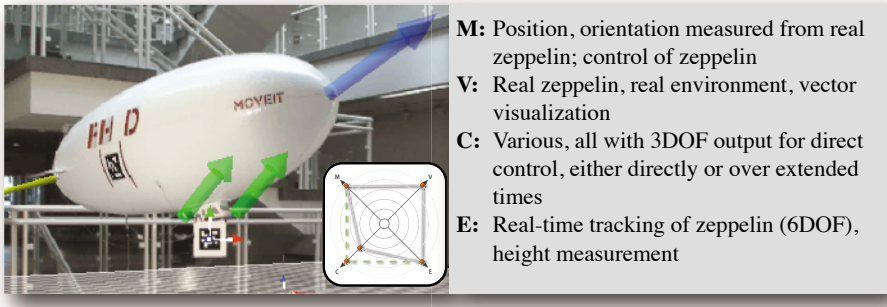 FH D
MOVEIT
M
V
C
E
M: Position, orientation measured from real
zeppelin; control of zeppelin
V: Real zeppelin, real environment, vector
visualization
C: Various, all with 3DOF output for direct
control, either directly or over extended
times
E: Real-time tracking of zeppelin (6DOF),
height measurement